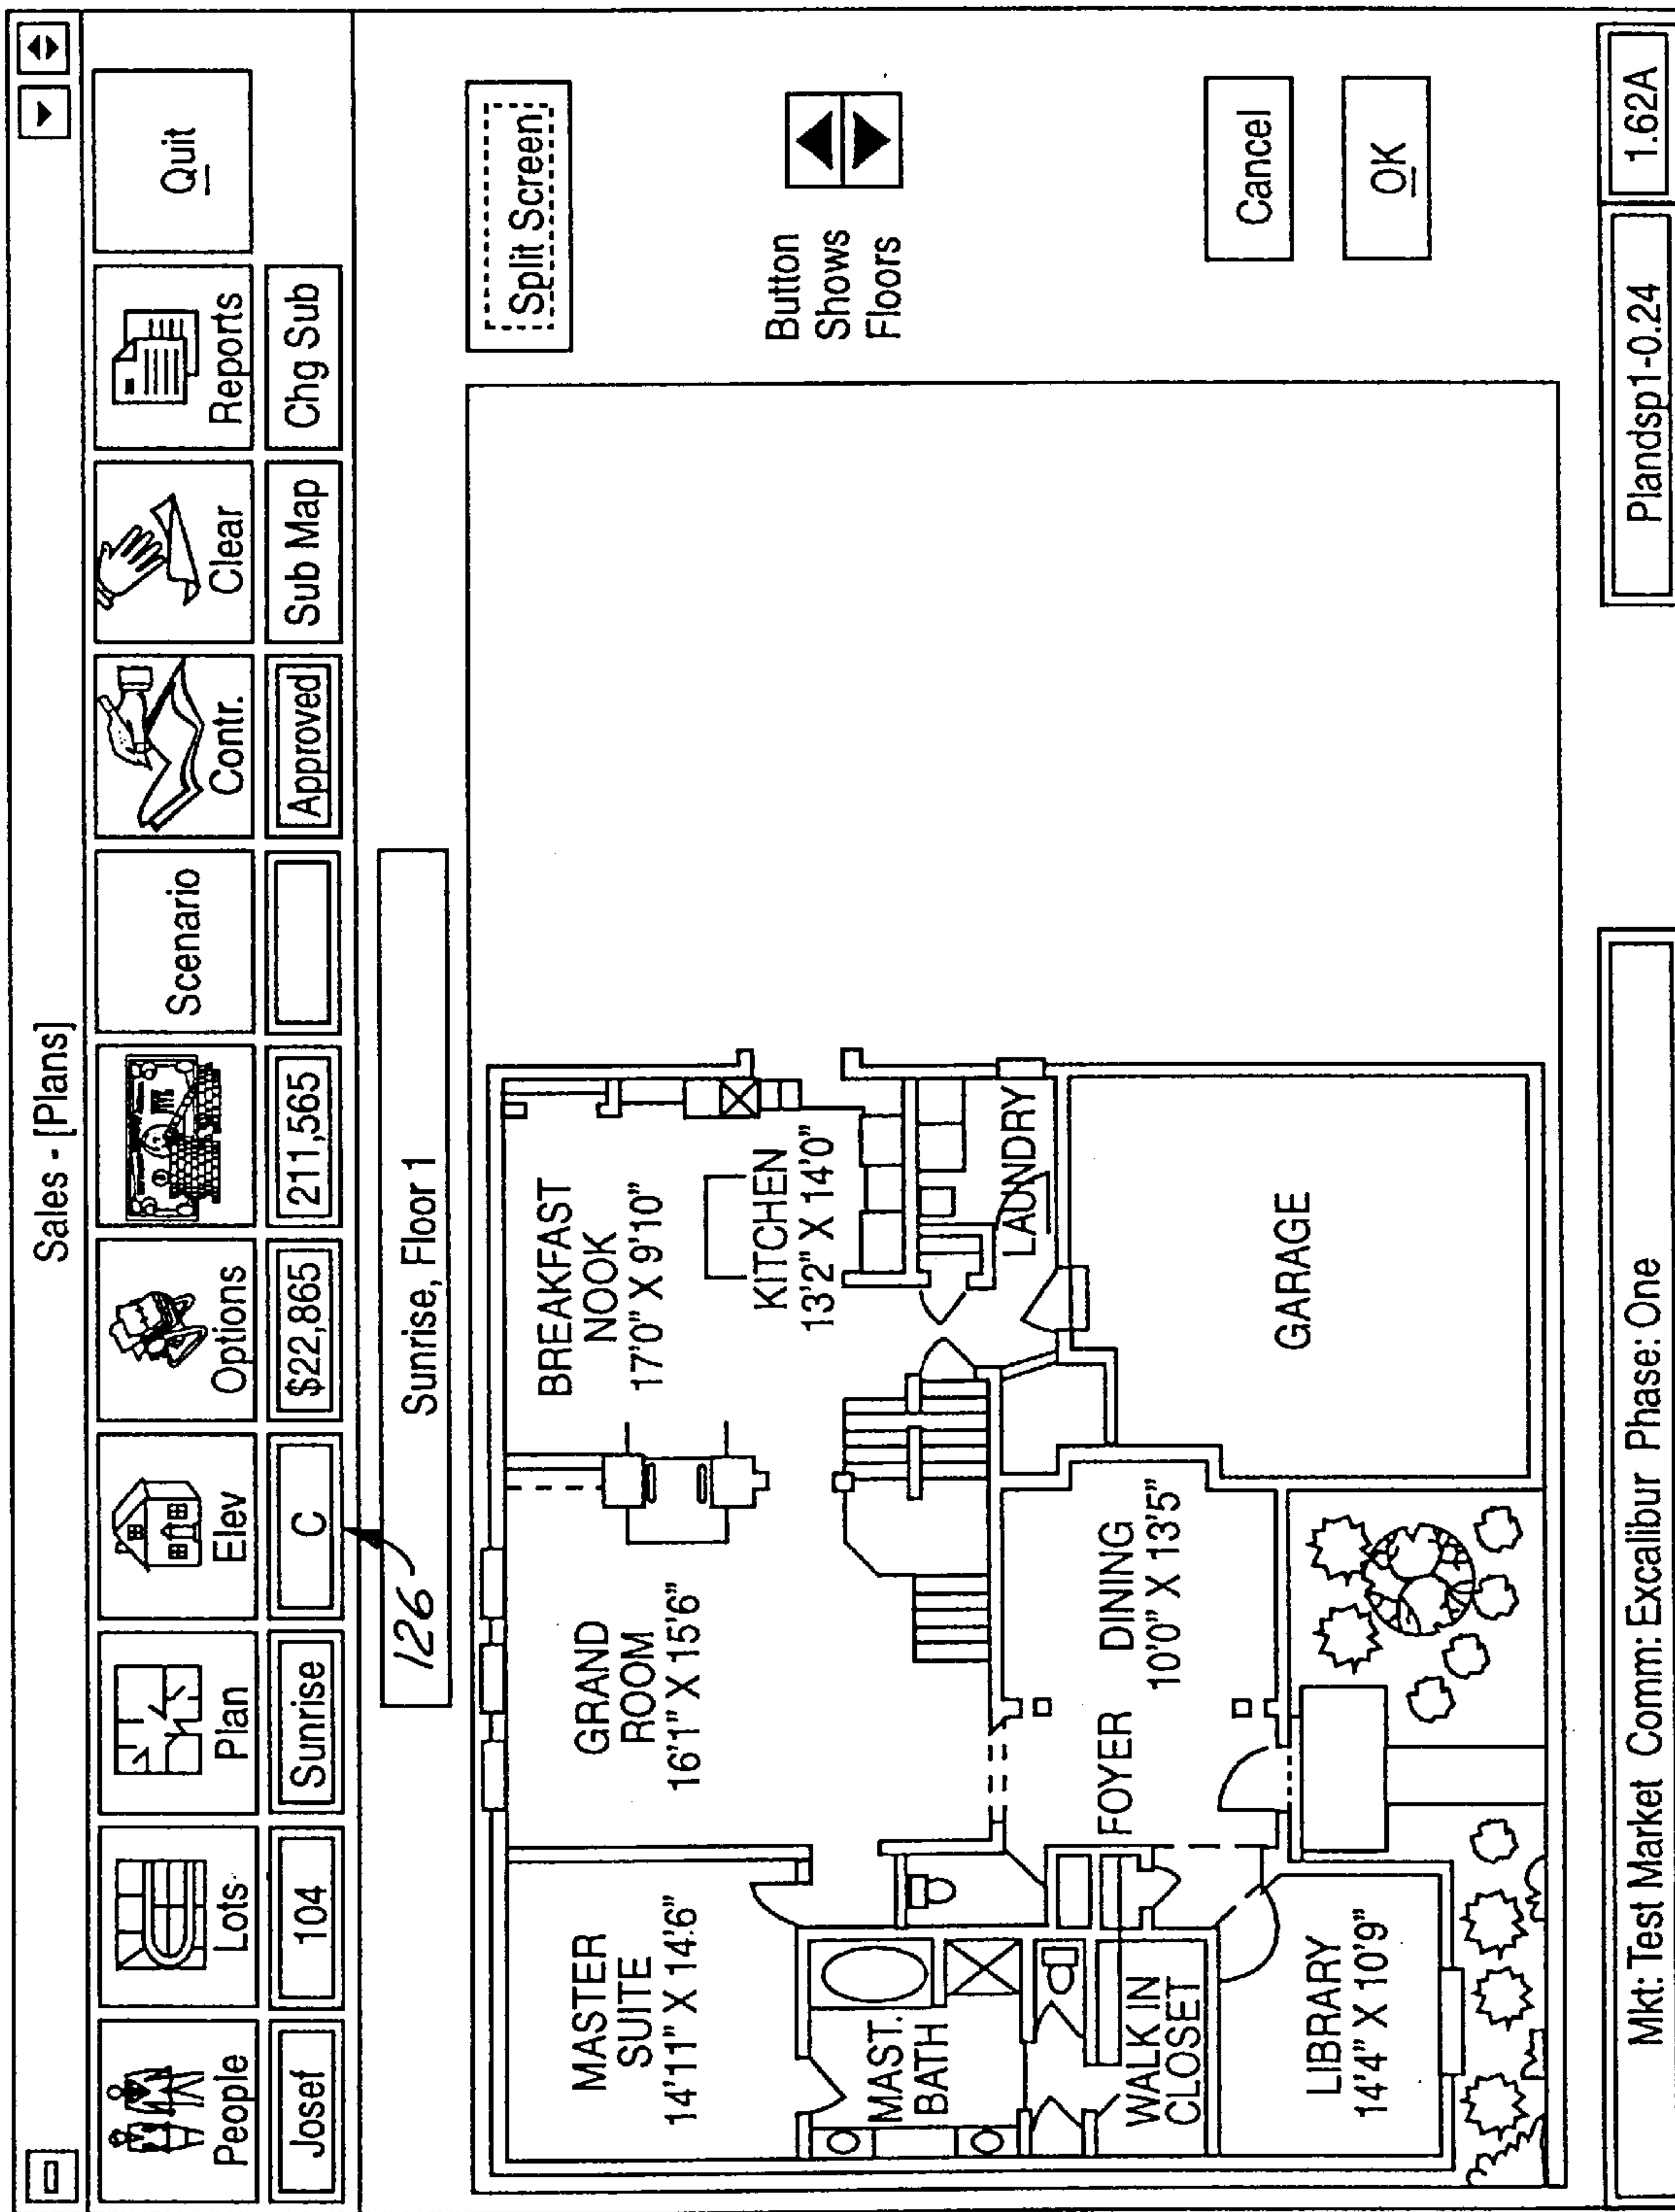 Sales - [Plans]
People
Lots
Plan
Elev
Options
Scenario
Contr.
Clear
Reports
Quit
Josef
104
Sunrise
C
$22,865
211,565
Approved
Sub Map
Chg Sub
126
Sunrise, Floor 1
Split Screen
Button
Shows
Floors
Cancel
OK
MASTER
SUITE
14'11" X 14'6"
GRAND
ROOM
16'1" X 15'6"
BREAKFAST
NOOK
17'0" X 9'10"
KITCHEN
13'2" X 14'0"
LAUNDRY
MAST.
BATH
WALK IN
CLOSET
FOYER
DINING
10'0" X 13'5"
LIBRARY
14'4" X 10'9"
GARAGE
Mkt: Test Market Comm: Excalibur Phase: One
Plandsp1-0.24
1.62A